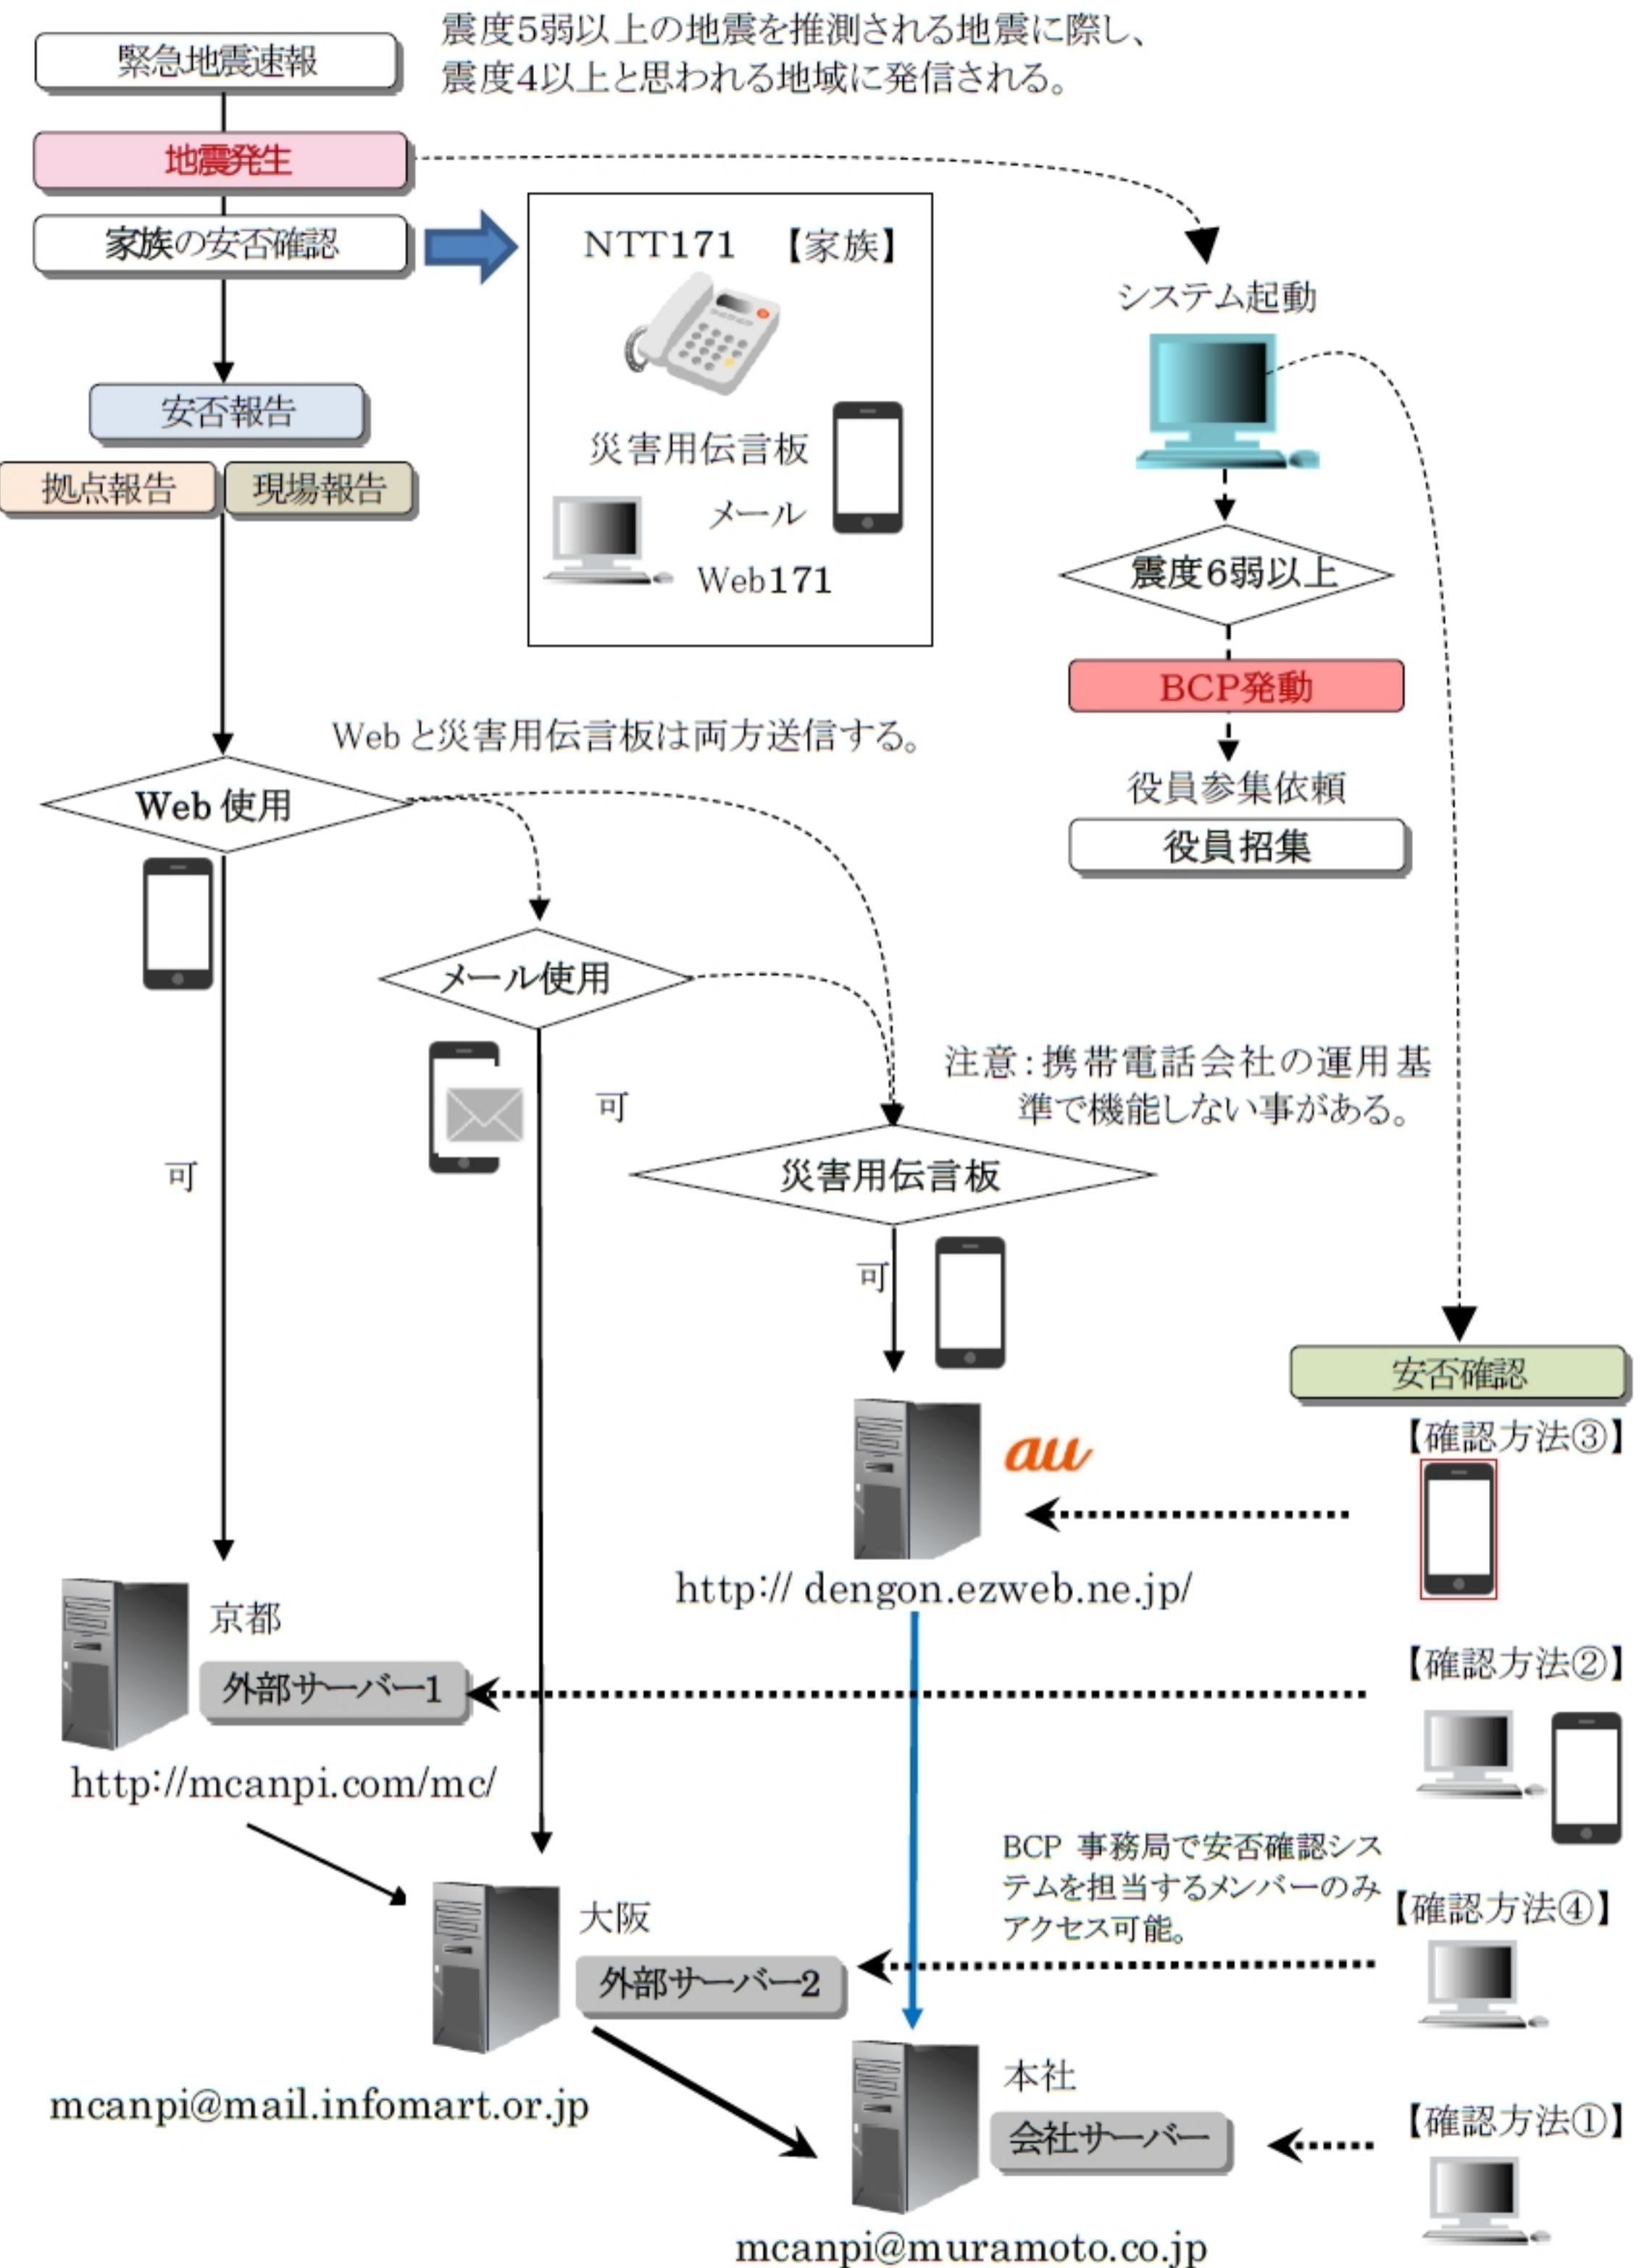 震度5弱以上の地震を推測される地震に際し、
震度4以上と思われる地域に発信される。
緊急地震速報
地震発生
家族の安否確認
NTT171 【家族】
災害用伝言板
メール
Web171
システム起動
安否報告
拠点報告
現場報告
震度6弱以上
BCP発動
役員参集依頼
役員招集
Webと災害用伝言板は両方送信する。
Web 使用
メール使用
注意:携帯電話会社の運用基
準で機能しない事がある。
可
可
災害用伝言板
可
安否確認
【確認方法③】
au
http:// dengon.ezweb.ne.jp/
京都
外部サーバー1
http://mcanpi.com/mc/
【確認方法②】
BCP 事務局で安否確認シス
テムを担当するメンバーのみ
アクセス可能。
【確認方法④】
大阪
外部サーバー2
mcanpi@mail.infomart.or.jp
本社
会社サーバー
【確認方法①】
mcanpi@muramoto.co.jp